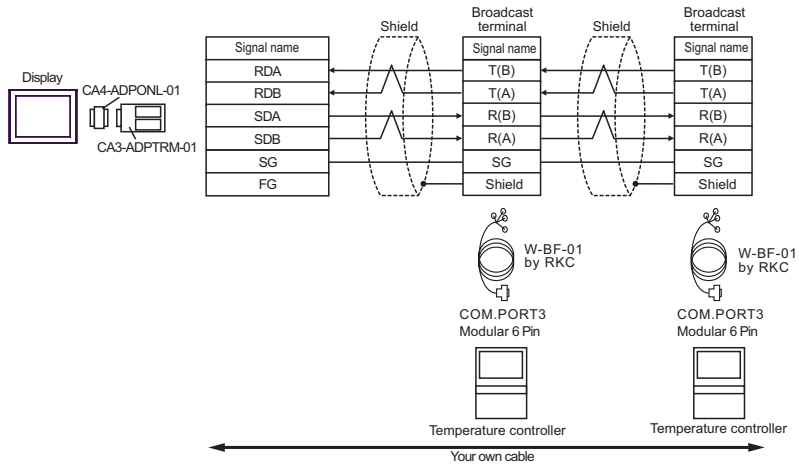 Broadcast
terminal
Broadcast
terminal
Shield
Shield
Signal name
Signal name
Signal name
Display
CA4-ADPONL-01
CA3-ADPTRM-01
RDA
T(B)
T(B)
RDB
T(A)
T(A)
SDA
R(B)
R(B)
SDB
R(A)
R(A)
SG
SG
SG
FG
Shield
Shield
W-BF-01
by RKC
W-BF-01
by RKC
COM.PORT3
Modular 6 Pin
COM.PORT3
Modular 6 Pin
Temperature controller
Temperature controller
Your own cable